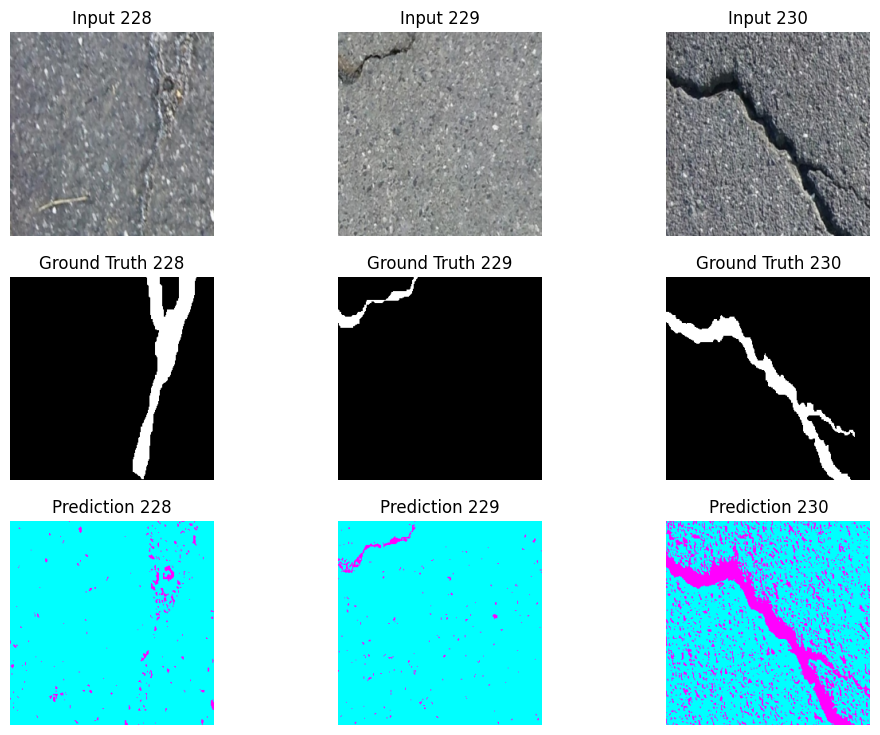 Input 228
Input 229
Input 230
Ground Truth 228
Ground Truth 229
Ground Truth 230
Prediction 228
Prediction 229
Prediction 230